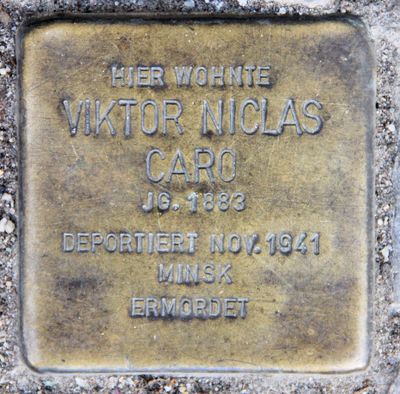 HIER WOHNTE
VIKTOR NICLAS
CARO
JG. 1883
DEPORTIERT NOV. 1941
MINSK
ERMORDET